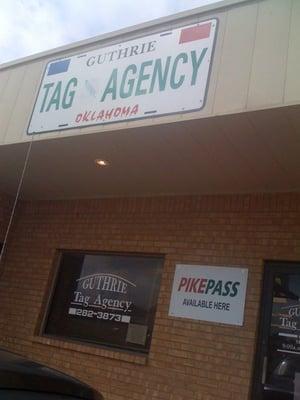 GUTHRIE
TAG AGENCY
OKLAHOMA
GUTHRIE
Tag Agency
282-3873
PIKEPASS
AVAILABLE HERE